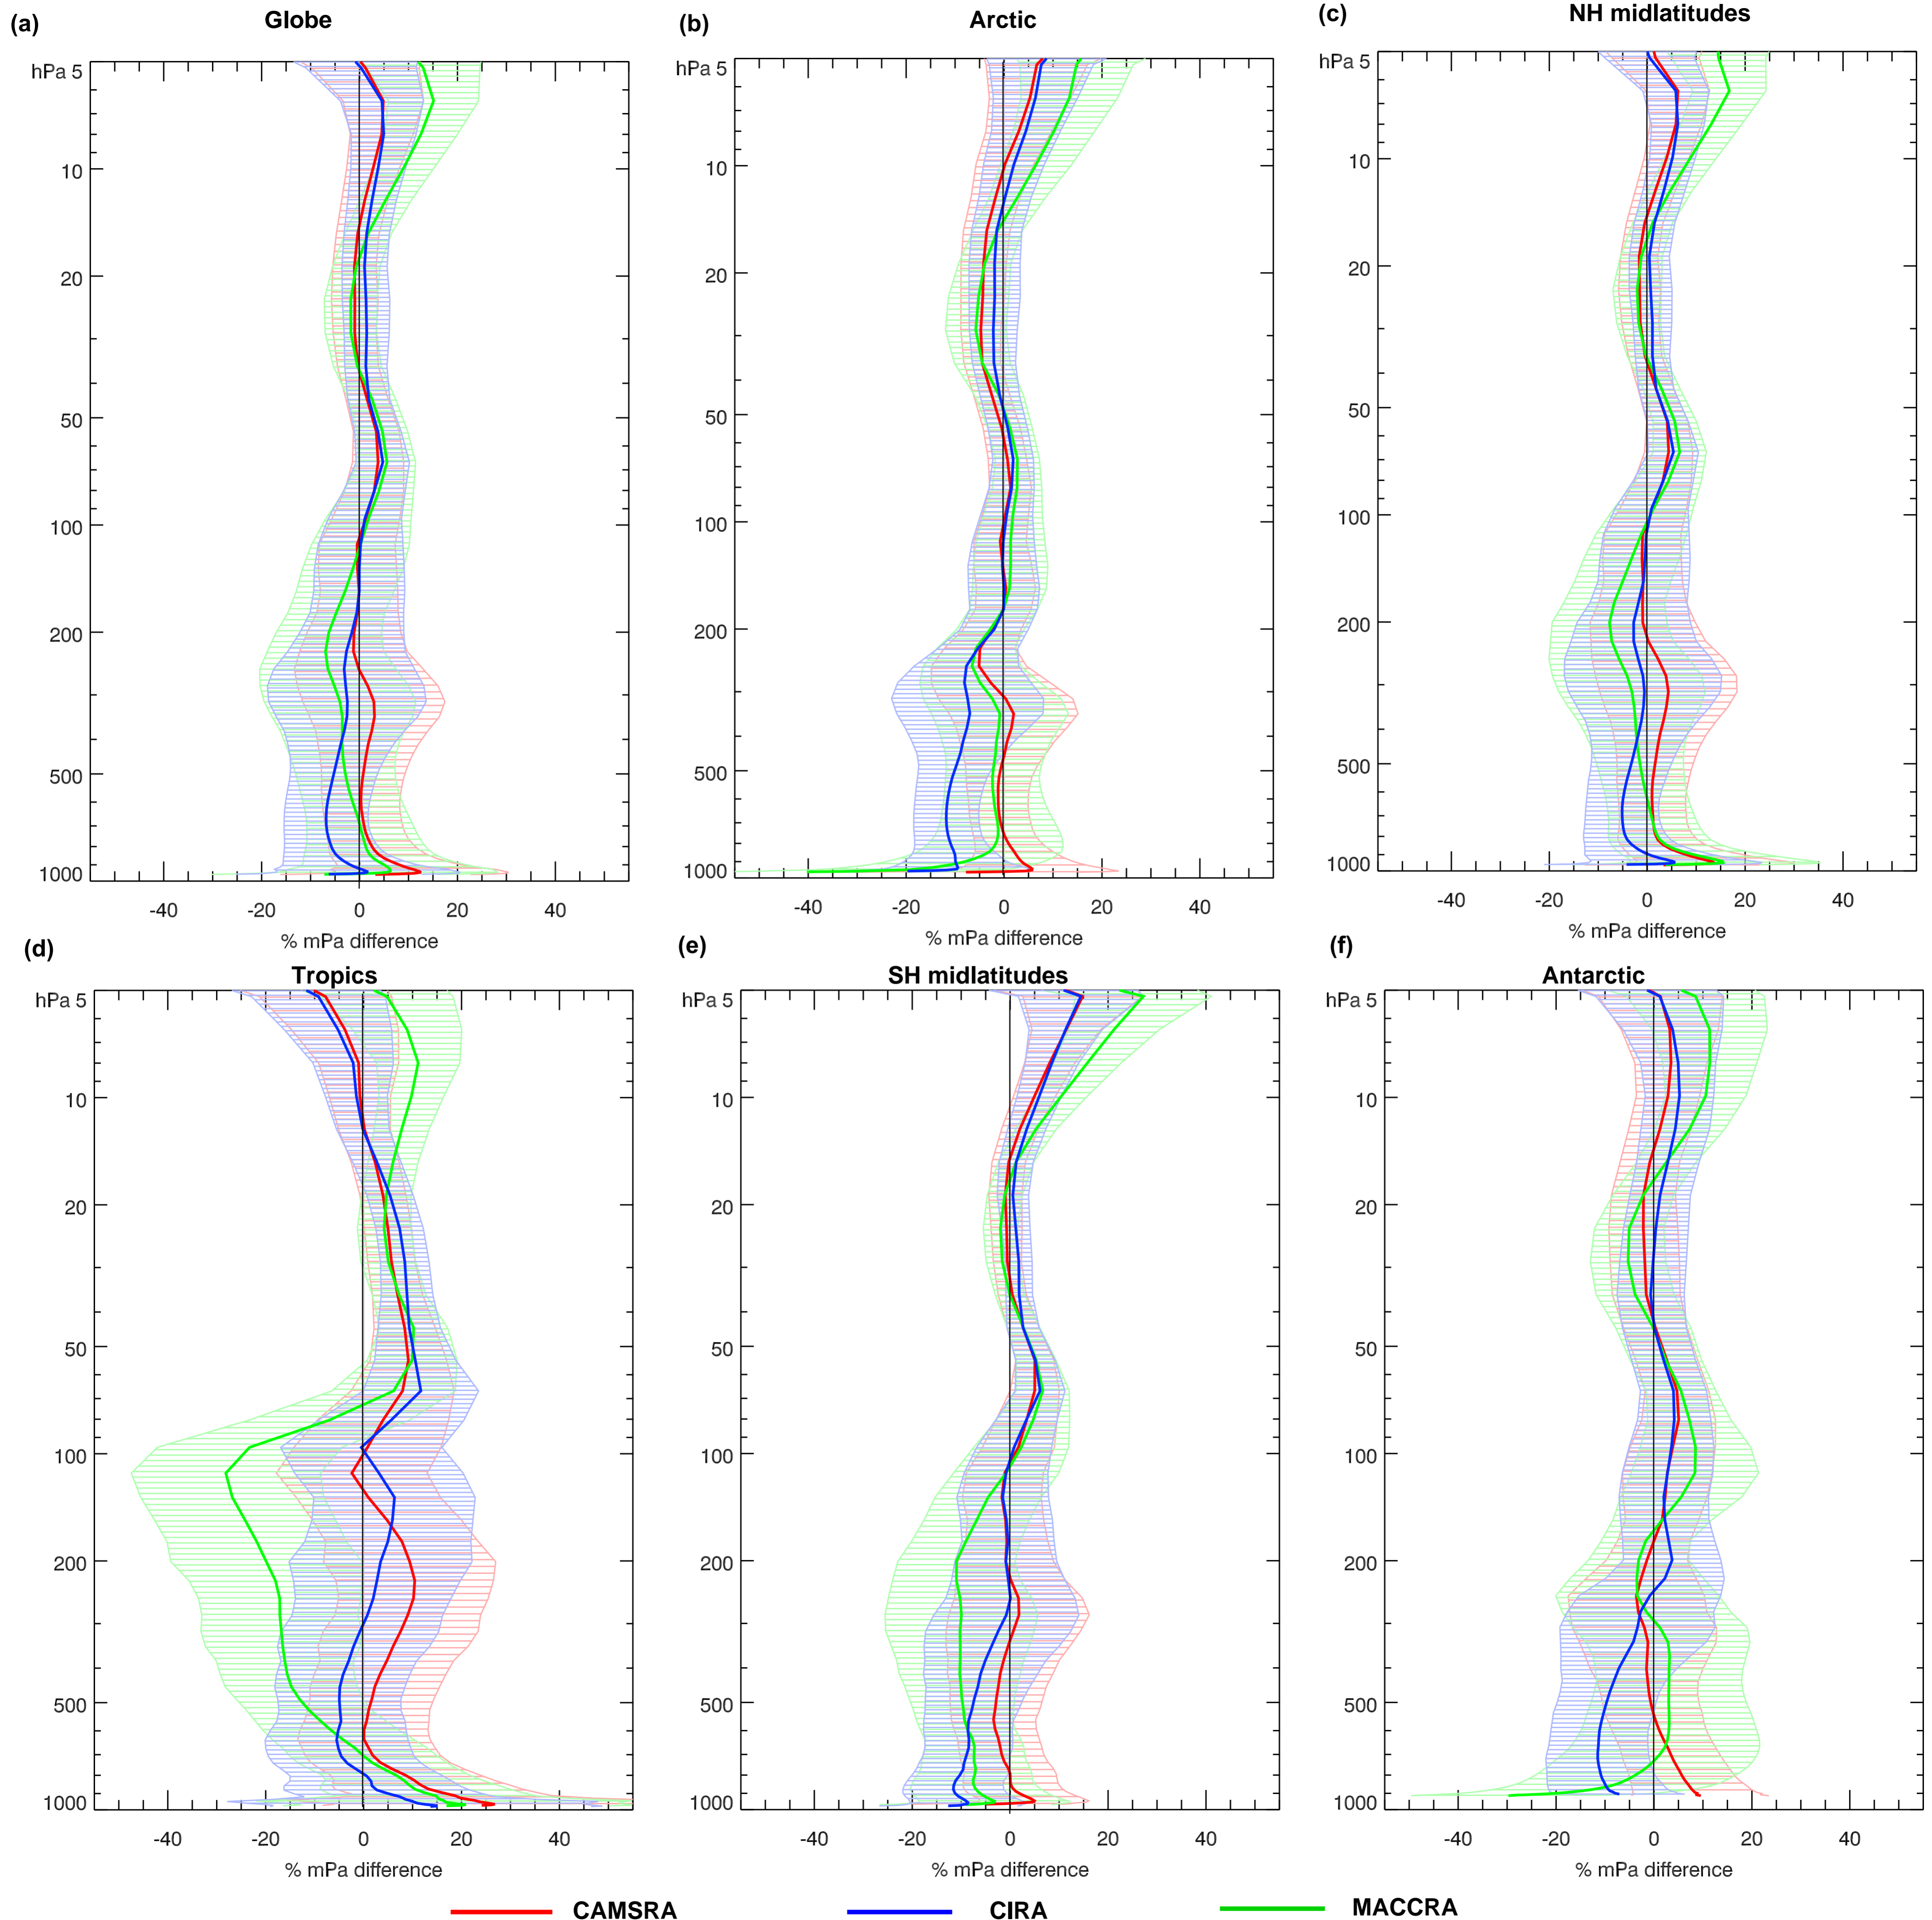 (a) Globe
hPa 5
10
20
50
100
200
500
1000
-40 -20 0 20 40
% mPa difference
(b) Arctic
hPa 5
10
20
50
100
200
500
1000
-40 -20 0 20 40
% mPa difference
(c) NH midlatitudes
hPa 5
10
20
50
100
200
500
1000
-40 -20 0 20 40
% mPa difference
(d) Tropics
hPa 5
10
20
50
100
200
500
1000
-40 -20 0 20 40
% mPa difference
(e) SH midlatitudes
hPa 5
10
20
50
100
200
500
1000
-40 -20 0 20 40
% mPa difference
(f) Antarctic
hPa 5
10
20
50
100
200
500
1000
-40 -20 0 20 40
% mPa difference
CAMSRA CIRA MACCRA